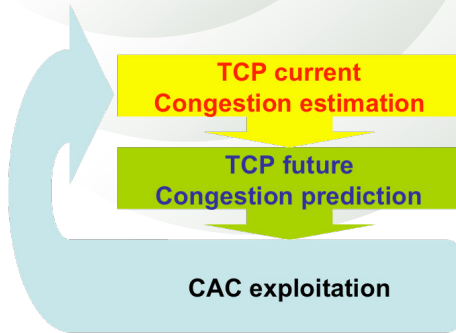 TCP current
Congestion estimation
TCP future
Congestion prediction
CAC exploitation